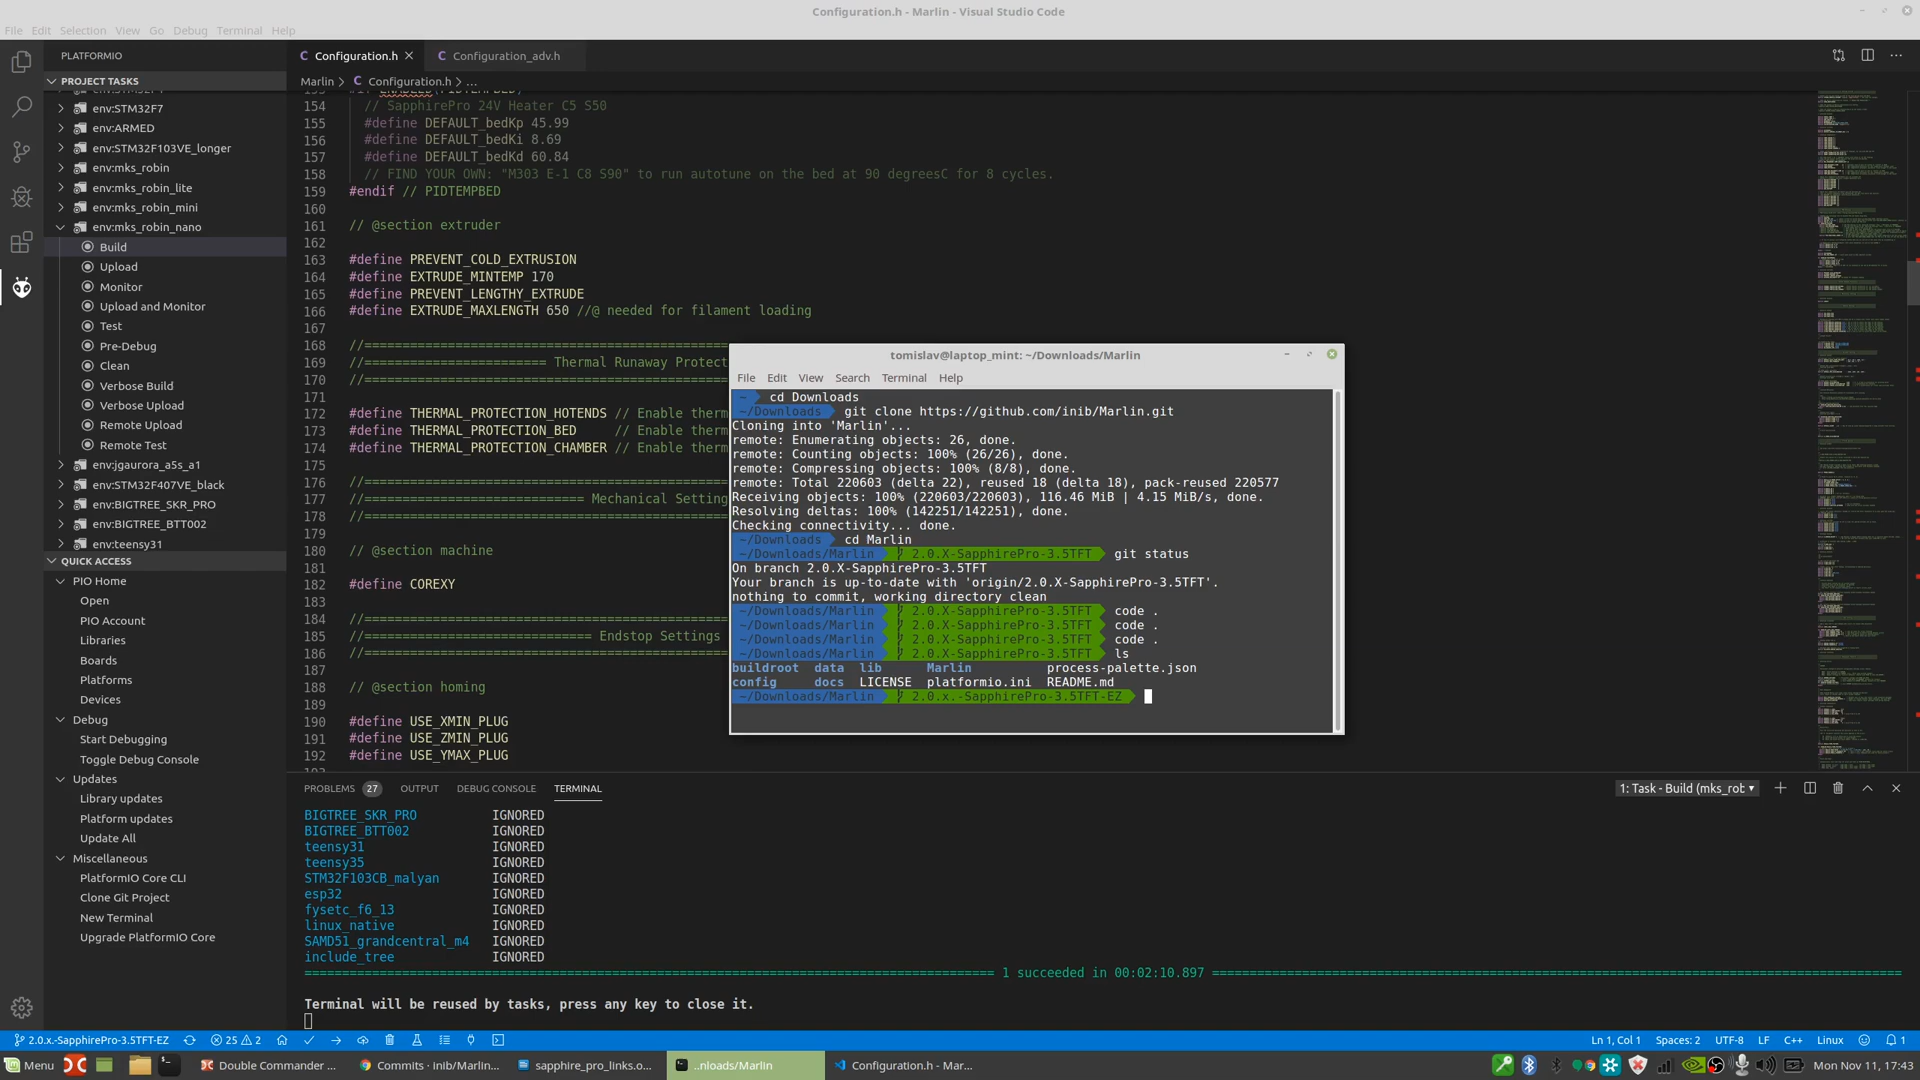 Configuration.h - Marlin - Visual Studio Code
File Edit Selection View Go Debug Terminal Help
PLATFORMIO
PROJECT TASKS
env:STM32F7
env:ARMED
env:STM32F103VE_longer
env:mks_robin
env:mks_robin_lite
env:mks_robin_mini
env:mks_robin_nano
Build
Upload
Monitor
Upload and Monitor
Test
Pre-Debug
Clean
Verbose Build
Verbose Upload
Remote Upload
Remote Test
env:jgaurora_a5s_a1
env:STM32F407VE_black
env:BIGTREE_SKR_PRO
env:BIGTREE_BTT002
env:teensy31
QUICK ACCESS
PIO Home
Open
PIO Account
Libraries
Boards
Platforms
Devices
Debug
Start Debugging
Toggle Debug Console
Updates
Library updates
Platform updates
Update All
Miscellaneous
PlatformIO Core CLI
Clone Git Project
New Terminal
Upgrade PlatformIO Core
C Configuration.h C Configuration_adv.h
Marlin > C Configuration.h > ...
154 // SapphirePro 24V Heater C5 S50
155 #define DEFAULT_bedKp 45.99
156 #define DEFAULT_bedKi 8.69
157 #define DEFAULT_bedKd 60.84
158 // FIND YOUR OWN: "M303 E-1 C8 S90" to run autotune on the bed at 90 degreesC for 8 cycles.
159 #endif // PIDTEMPBED
160
161 // @section extruder
162
163 #define PREVENT_COLD_EXTRUSION
164 #define EXTRUDE_MINTEMP 170
165 #define PREVENT_LENGTHY_EXTRUDE
166 #define EXTRUDE_MAXLENGTH 650 //@ needed for filament loading
167
168 //================================================
169 //======================== Thermal Runaway Protect
170 //================================================
171
172 #define THERMAL_PROTECTION_HOTENDS // Enable therm
173 #define THERMAL_PROTECTION_BED // Enable therm
174 #define THERMAL_PROTECTION_CHAMBER // Enable therm
175
176 //================================================
177 //============================= Mechanical Setting
178 //================================================
179
180 // @section machine
181
182 #define COREXY
183
184 //================================================
185 //============================== Endstop Settings
186 //================================================
187
188 // @section homing
189
190 #define USE_XMIN_PLUG
191 #define USE_ZMIN_PLUG
192 #define USE_YMAX_PLUG
tomislav@laptop_mint: ~/Downloads/Marlin
File Edit View Search Terminal Help
~ cd Downloads
~/Downloads git clone https://github.com/inib/Marlin.git
Cloning into 'Marlin'...
remote: Enumerating objects: 26, done.
remote: Counting objects: 100% (26/26), done.
remote: Compressing objects: 100% (8/8), done.
remote: Total 220603 (delta 22), reused 18 (delta 18), pack-reused 220577
Receiving objects: 100% (220603/220603), 116.46 MiB | 4.15 MiB/s, done.
Resolving deltas: 100% (142251/142251), done.
Checking connectivity... done.
~/Downloads cd Marlin
~/Downloads/Marlin 2.0.X-SapphirePro-3.5TFT git status
On branch 2.0.X-SapphirePro-3.5TFT
Your branch is up-to-date with 'origin/2.0.X-SapphirePro-3.5TFT'.
nothing to commit, working directory clean
~/Downloads/Marlin 2.0.X-SapphirePro-3.5TFT code .
~/Downloads/Marlin 2.0.X-SapphirePro-3.5TFT code .
~/Downloads/Marlin 2.0.X-SapphirePro-3.5TFT code .
~/Downloads/Marlin 2.0.X-SapphirePro-3.5TFT ls
buildroot data lib Marlin process-palette.json
config docs LICENSE platformio.ini README.md
~/Downloads/Marlin 2.0.x.-SapphirePro-3.5TFT-EZ
PROBLEMS 27 OUTPUT DEBUG CONSOLE TERMINAL 1: Task - Build (mks_rob
BIGTREE_SKR_PRO IGNORED
BIGTREE_BTT002 IGNORED
teensy31 IGNORED
teensy35 IGNORED
STM32F103CB_malyan IGNORED
esp32 IGNORED
fysetc_f6_13 IGNORED
linux_native IGNORED
SAMD51_grandcentral_m4 IGNORED
include_tree IGNORED
1 succeeded in 00:02:10.897
Terminal will be reused by tasks, press any key to close it.
2.0.x.-SapphirePro-3.5TFT-EZ 25 2 Ln 1, Col 1 Spaces: 2 UTF-8 LF C++ Linux 1
Menu Double Commander ... Commits · Inib/Marlin... sapphire_pro_links.o... ..nloads/Marlin Configuration.h - Mar... Mon Nov 11, 17:43